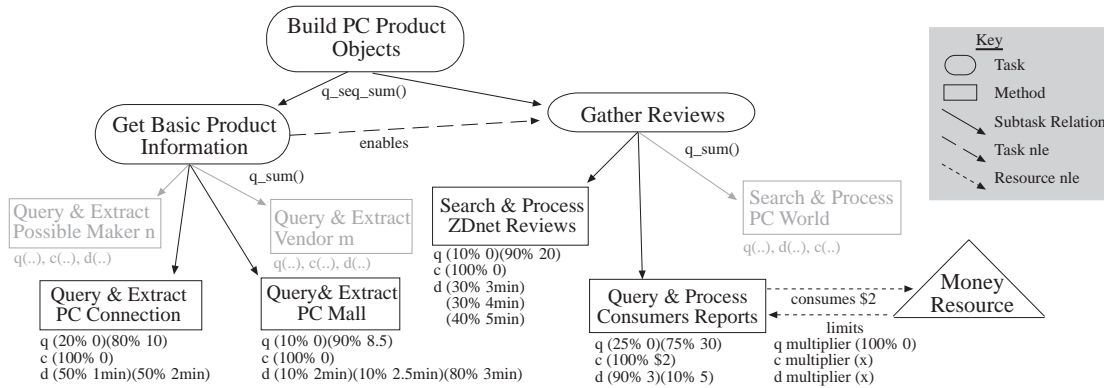 Build PC Product
Objects
q_seq_sum()
Get Basic Product
Information
enables
Gather Reviews
q_sum()
q_sum()
Query & Extract
Possible Maker n
q(..), c(..), d(..)
Query & Extract
Vendor m
q(..), c(..), d(..)
Query & Extract
PC Connection
q (20% 0)(80% 10)
c (100% 0)
d (50% 1min)(50% 2min)
Query& Extract
PC Mall
q (10% 0)(90% 8.5)
c (100% 0)
d (10% 2min)(10% 2.5min)(80% 3min)
Search & Process
ZDnet Reviews
q (10% 0)(90% 20)
c (100% 0)
d (30% 3min)
(30% 4min)
(40% 5min)
Search & Process
PC World
q(..), d(..), c(..)
Query & Process
Consumers Reports
q (25% 0)(75% 30)
c (100% $2)
d (90% 3)(10% 5)
consumes $2
Money
Resource
limits
q multiplier (100% 0)
c multiplier (x)
d multiplier (x)
Key
Task
Method
Subtask Relation
Task nle
Resource nle